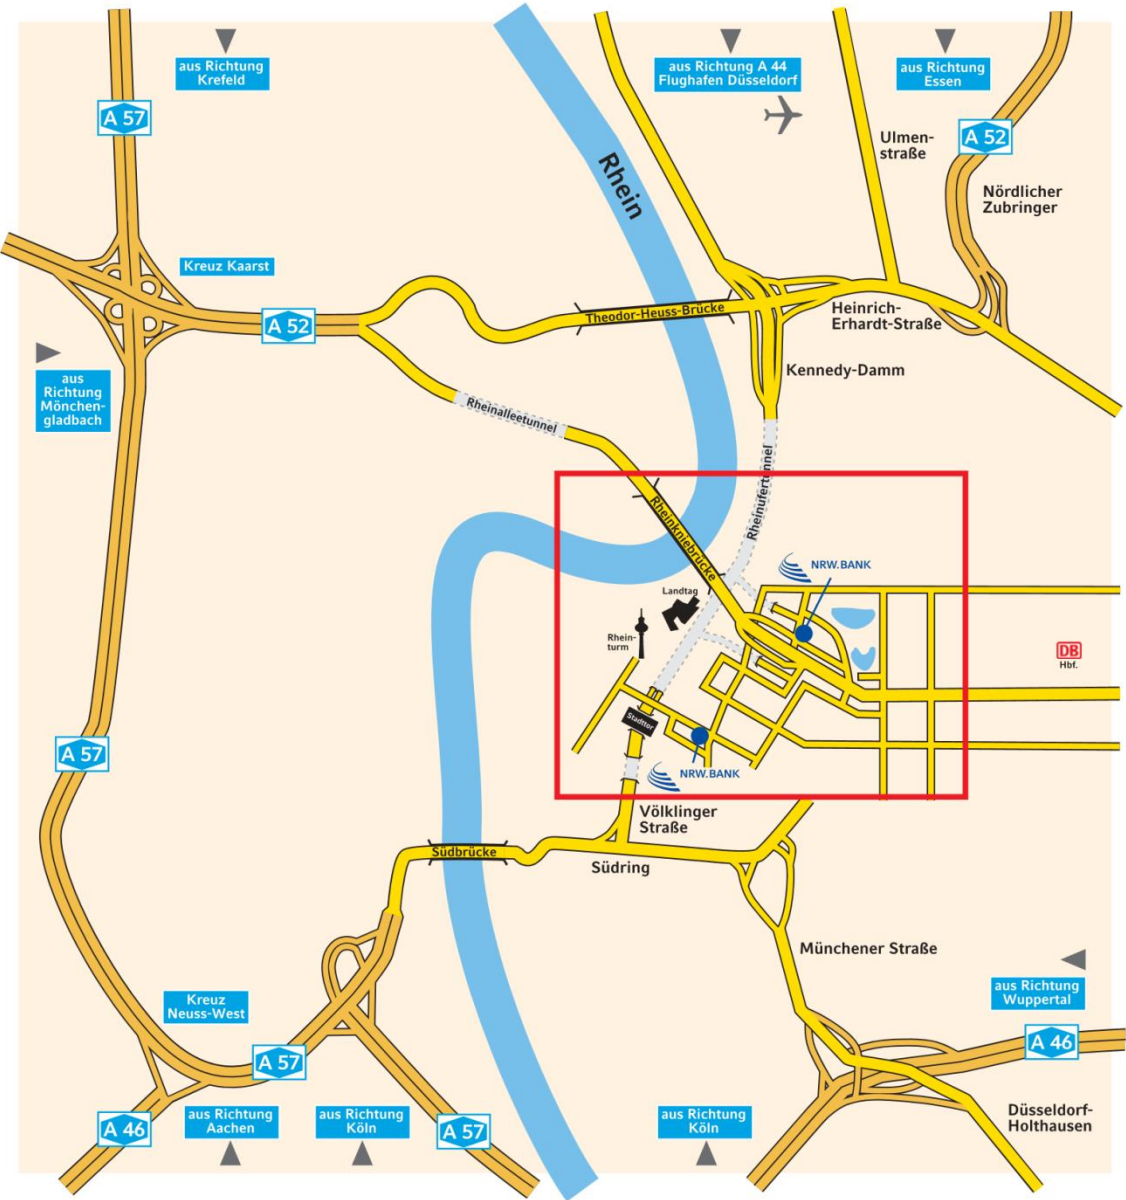 aus Richtung
Krefeld
aus Richtung A 44
Flughafen Düsseldorf
aus Richtung
Essen
A 57
Ulmen-
straße
A 52
Rhein
Nördlicher
Zubringer
Kreuz Kaarst
A 52
Theodor-Heuss-Brücke
Heinrich-
Erhardt-Straße
aus
Richtung
Mönchen-
gladbach
Kennedy-Damm
Rheinalleetunnel
Rheinufertunnel
Rheinkniebrücke
NRW.BANK
Landtag
Rhein-
turm
DB
Hbf.
Stadttor
A 57
NRW.BANK
Völklinger
Straße
Südbrücke
Südring
Münchener Straße
aus Richtung
Wuppertal
Kreuz
Neuss-West
A 57
A 46
aus Richtung
Aachen
aus Richtung
Köln
aus Richtung
Köln
A 46
A 57
Düsseldorf-
Holthausen